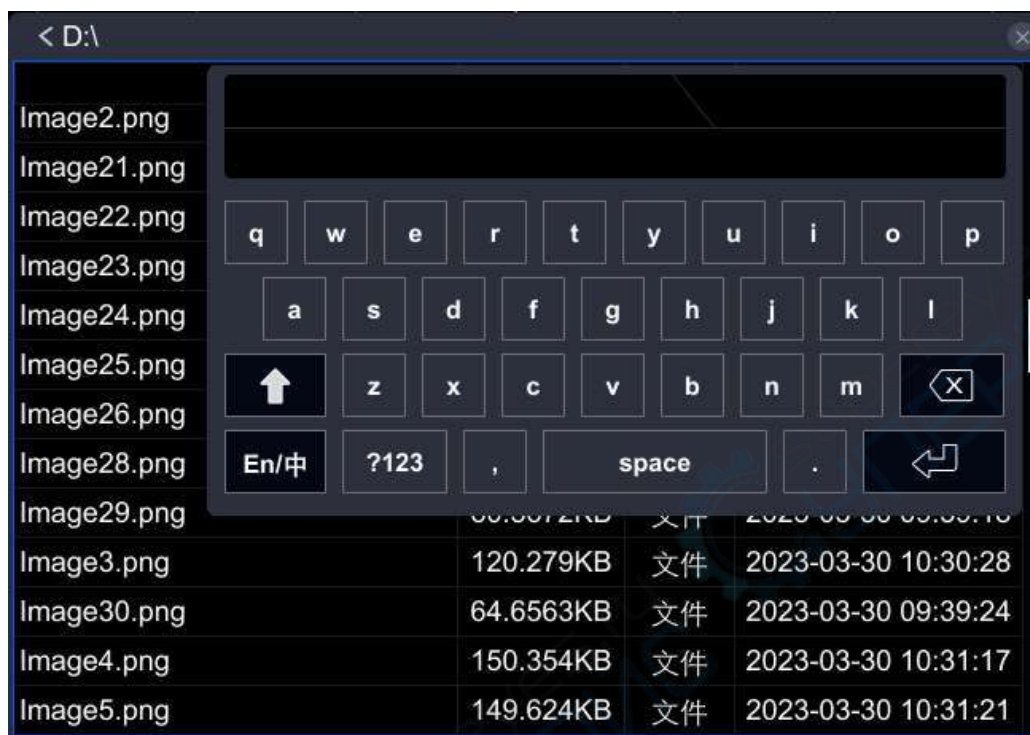 < D:\
Image2.png
Image21.png
Image22.png
Image23.png
Image24.png
Image25.png
Image26.png
Image28.png
q w e r t y u i o p
a s d f g h j k l
z x c v b n m
En/中 ?123 , space .
Image29.png 文件
Image3.png 120.279KB 文件 2023-03-30 10:30:28
Image30.png 64.6563KB 文件 2023-03-30 09:39:24
Image4.png 150.354KB 文件 2023-03-30 10:31:17
Image5.png 149.624KB 文件 2023-03-30 10:31:21